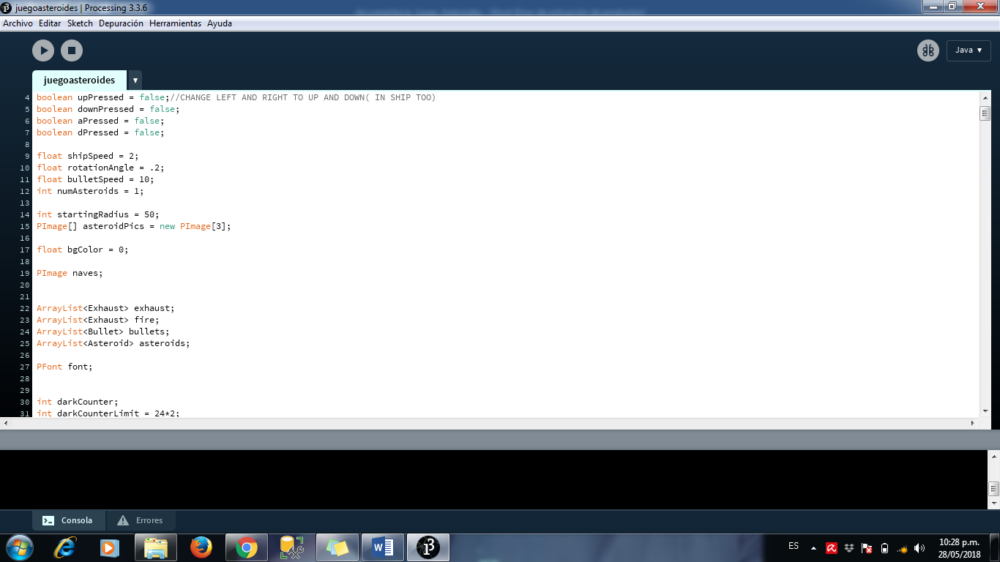 juegoasteroides | Processing 3.3.6
Archivo Editar Sketch Depuración Herramientas Ayuda
Java ▾
juegoasteroides ▾
4 boolean upPressed = false;//CHANGE LEFT AND RIGHT TO UP AND DOWN( IN SHIP TOO)
5 boolean downPressed = false;
6 boolean aPressed = false;
7 boolean dPressed = false;
8
9 float shipSpeed = 2;
10 float rotationAngle = .2;
11 float bulletSpeed = 10;
12 int numAsteroids = 1;
13
14 int startingRadius = 50;
15 PImage[] asteroidPics = new PImage[3];
16
17 float bgColor = 0;
18
19 PImage naves;
20
21
22 ArrayList<Exhaust> exhaust;
23 ArrayList<Exhaust> fire;
24 ArrayList<Bullet> bullets;
25 ArrayList<Asteroid> asteroids;
26
27 PFont font;
28
29
30 int darkCounter;
31 int darkCounterLimit = 24*2;
Consola Errores
ES
10:28 p.m.
28/05/2018